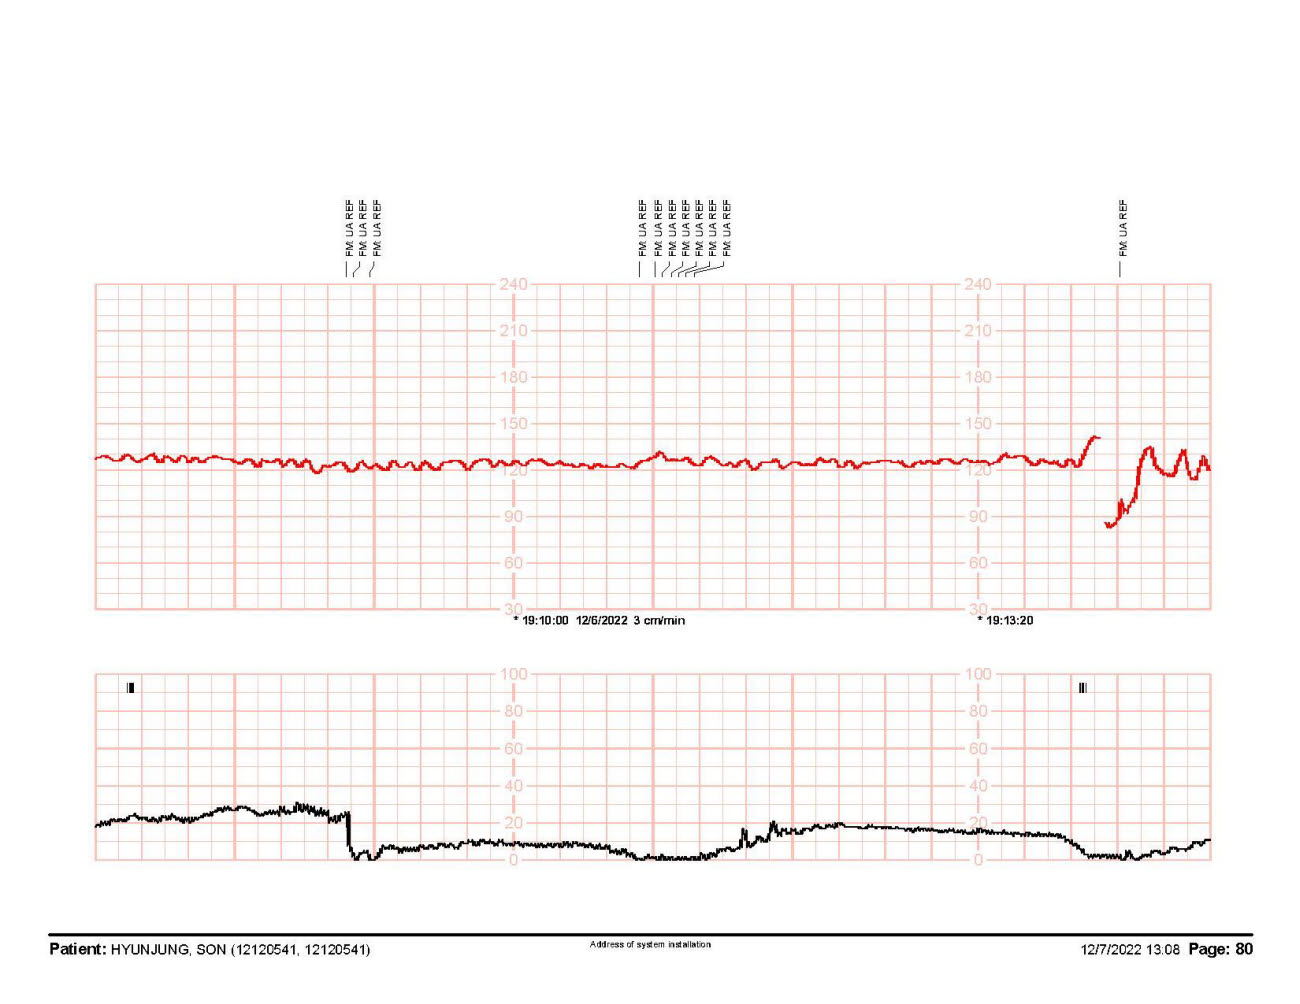 FM: UA REF
FM: UA REF
FM: UA REF
FM: UA REF
FM: UA REF
FM: UA REF
FM: UA REF
FM: UA REF
FM: UA REF
FM: UA REF
FM: UA REF
240 240
210 210
180 180
150 150
120 120
90 90
60 60
30 30
* 19:10:00 12/6/2022 3 cm/min * 19:13:20
100 100
80 80
60 60
40 40
20 20
0 0
Patient: HYUNJUNG, SON (12120541, 12120541) Address of system installation 12/7/2022 13:08 Page: 80